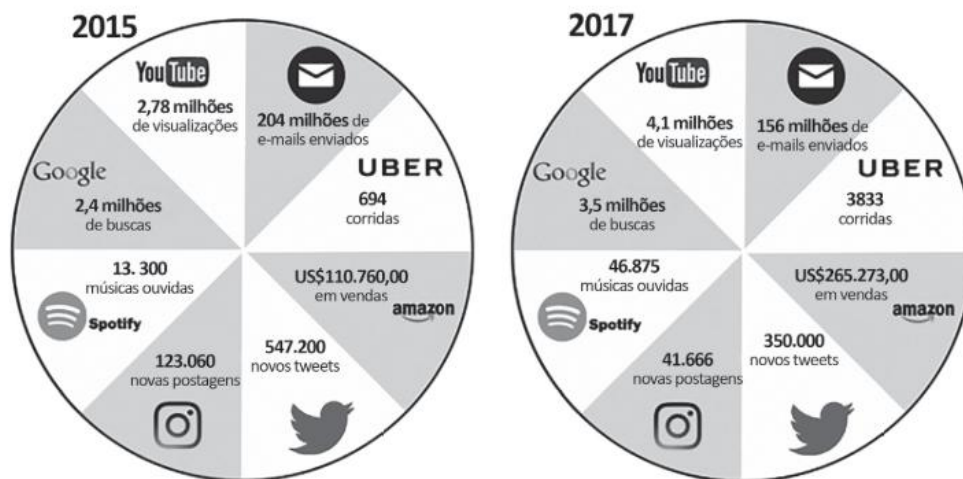 2015
YouTube
2,78 milhões
de visualizações
204 milhões de
e-mails enviados
UBER
694
corridas
US$110.760,00
em vendas
amazon
547.200
novos tweets
123.060
novas postagens
13. 300
músicas ouvidas
Spotify
Google
2,4 milhões
de buscas
2017
YouTube
4,1 milhões
de visualizações
156 milhões de
e-mails enviados
UBER
3833
corridas
US$265.273,00
em vendas
amazon
350.000
novos tweets
41.666
novas postagens
46.875
músicas ouvidas
Spotify
Google
3,5 milhões
de buscas